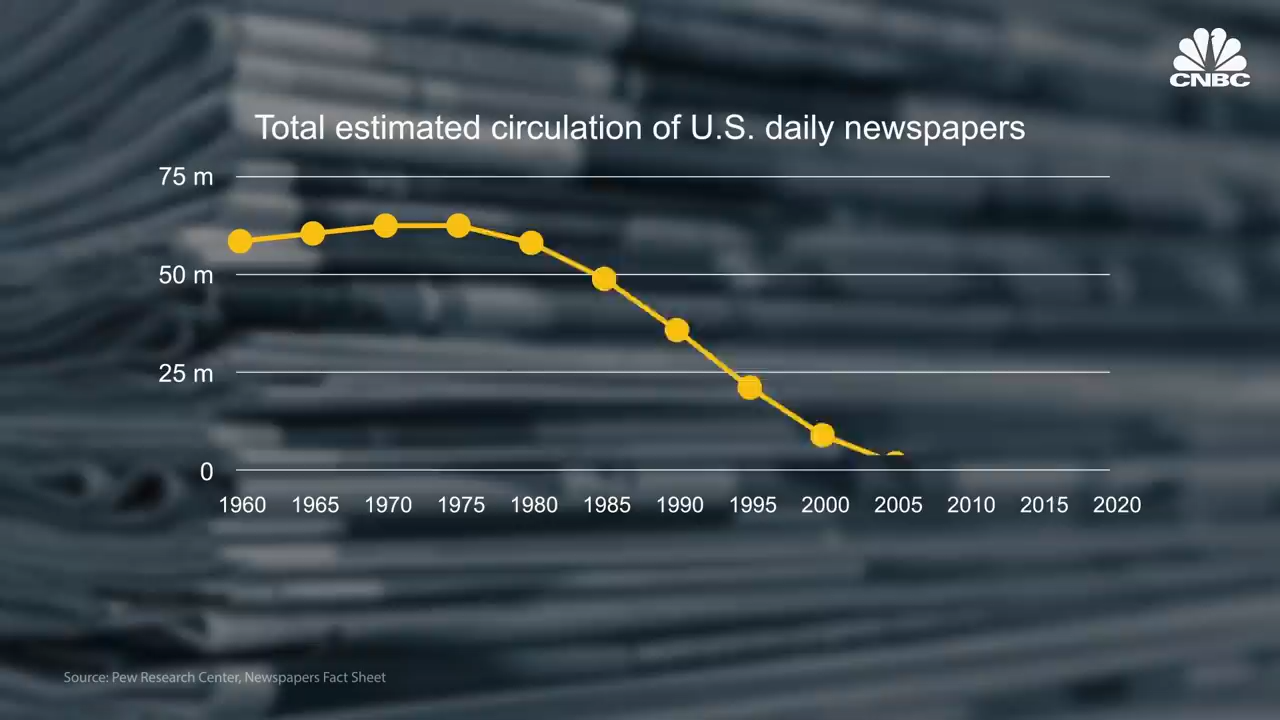 CNBC
Total estimated circulation of U.S. daily newspapers
75 m
50 m
25 m
0
1960 1965 1970 1975 1980 1985 1990 1995 2000 2005 2010 2015 2020
Source: Pew Research Center, Newspapers Fact Sheet